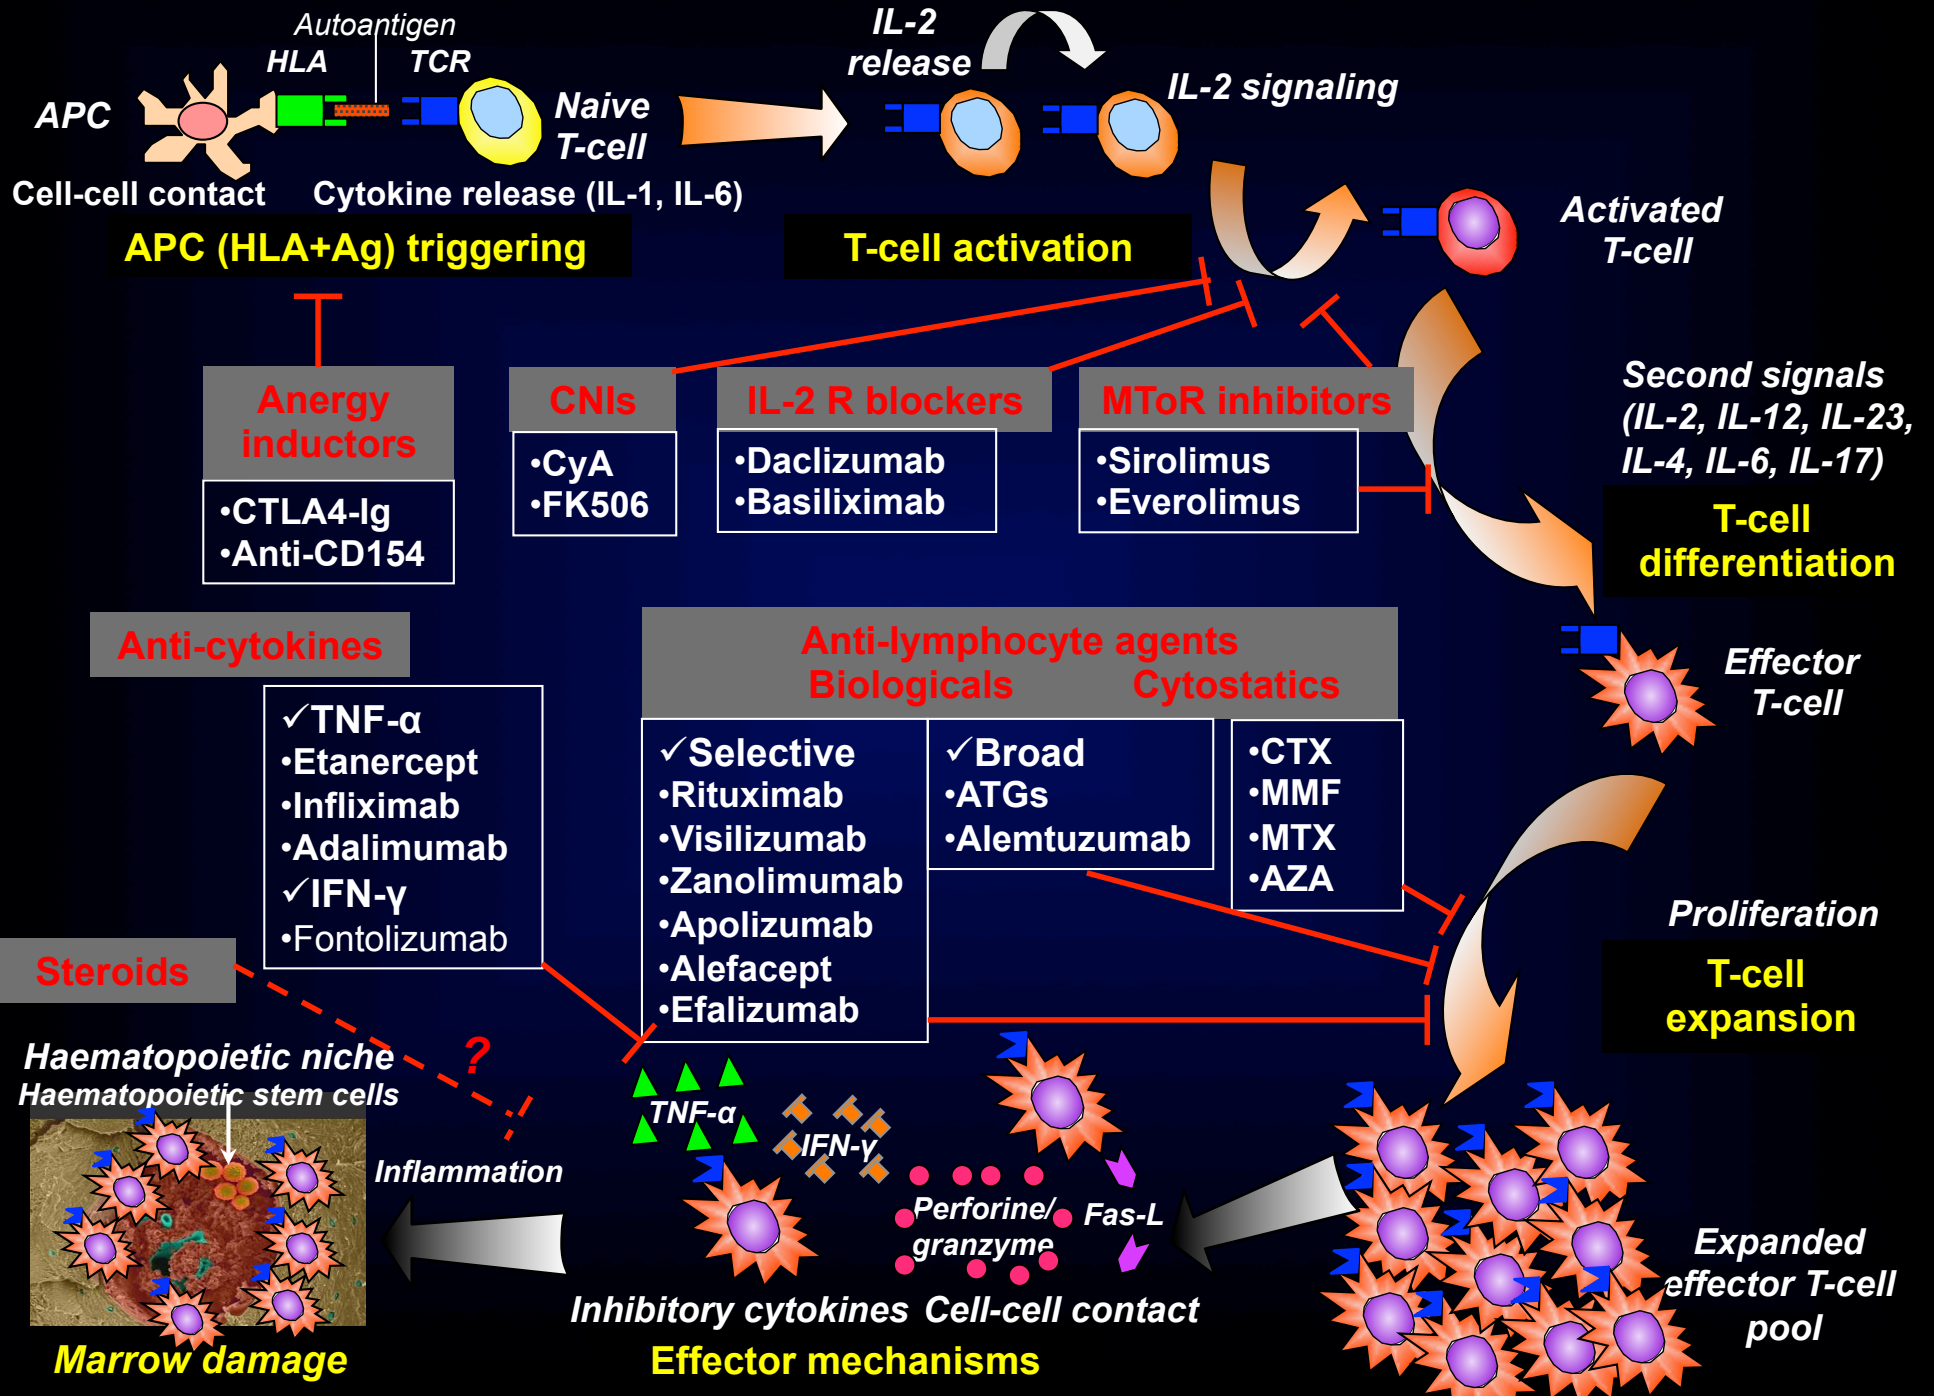 Autoantigen
HLA
TCR
APC
Naive
T-cell
Cell-cell contact
Cytokine release (IL-1, IL-6)
APC (HLA+Ag) triggering
IL-2
release
IL-2 signaling
T-cell activation
Activated
T-cell
Anergy
inductors
•CTLA4-Ig
•Anti-CD154
CNIs
•CyA
•FK506
IL-2 R blockers
•Daclizumab
•Basiliximab
MToR inhibitors
•Sirolimus
•Everolimus
Second signals
(IL-2, IL-12, IL-23,
IL-4, IL-6, IL-17)
T-cell
differentiation
Effector
T-cell
Anti-cytokines
✓TNF-α
•Etanercept
•Infliximab
•Adalimumab
✓IFN-γ
•Fontolizumab
Anti-lymphocyte agents
Biologicals Cytostatics
✓Selective
•Rituximab
•Visilizumab
•Zanolimumab
•Apolizumab
•Alefacept
•Efalizumab
✓Broad
•ATGs
•Alemtuzumab
•CTX
•MMF
•MTX
•AZA
Proliferation
T-cell
expansion
Steroids
?
Haematopoietic niche
Haematopoietic stem cells
Inflammation
Marrow damage
TNF-α
IFN-γ
Perforine/
granzyme
Fas-L
Inhibitory cytokines
Cell-cell contact
Effector mechanisms
Expanded
effector T-cell
pool